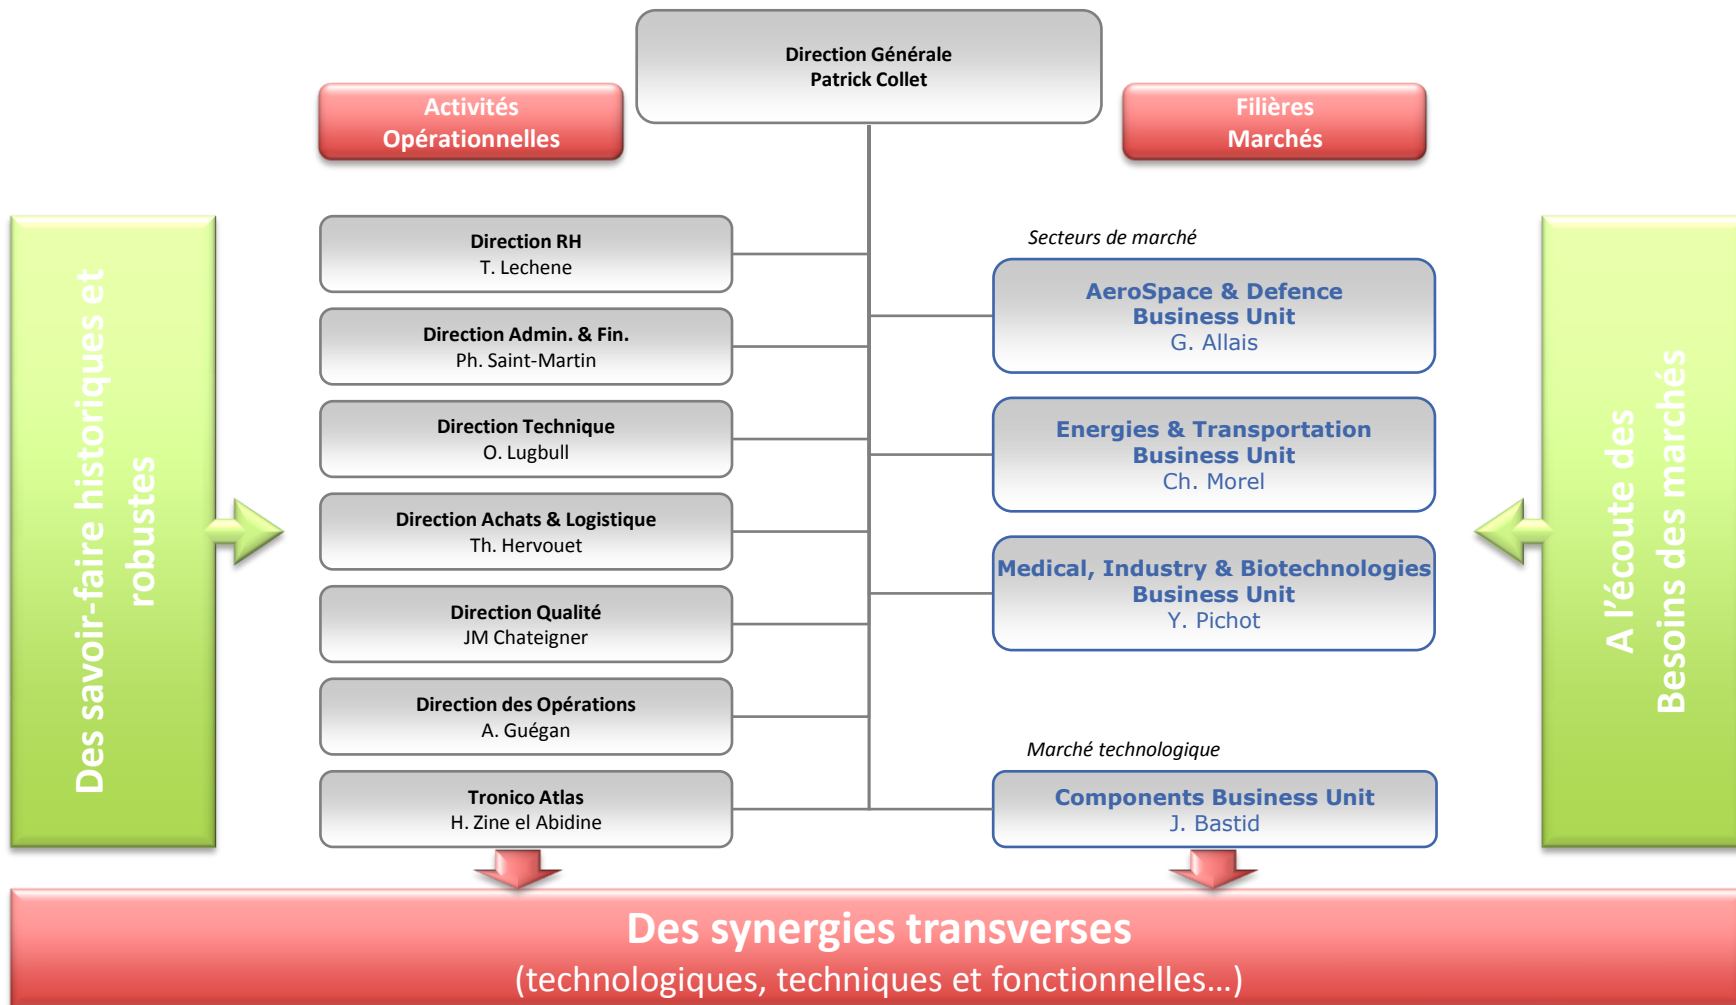 Direction Générale
Patrick Collet
Activités
Opérationnelles
Filières
Marchés
Des savoir-faire historiques et
robustes
Direction RH
T. Lechene
Direction Admin. & Fin.
Ph. Saint-Martin
Direction Technique
O. Lugbull
Direction Achats & Logistique
Th. Hervouet
Direction Qualité
JM Chateigner
Direction des Opérations
A. Guégan
Tronico Atlas
H. Zine el Abidine
Secteurs de marché
AeroSpace & Defence
Business Unit
G. Allais
Energies & Transportation
Business Unit
Ch. Morel
Medical, Industry & Biotechnologies
Business Unit
Y. Pichot
Marché technologique
Components Business Unit
J. Bastid
A l'écoute des
Besoins des marchés
Des synergies transverses
(technologiques, techniques et fonctionnelles…)